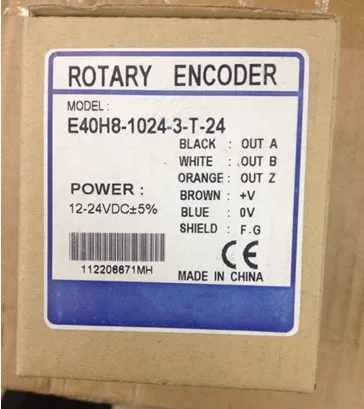 ROTARY ENCODER
MODEL :
E40H8-1024-3-T-24
BLACK : OUT A
WHITE : OUT B
ORANGE : OUT Z
BROWN : +V
BLUE : 0V
SHIELD : F.G
POWER :
12-24VDC±5%
112206671MH
CE
MADE IN CHINA